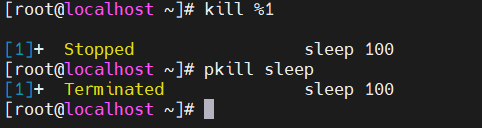 [root@localhost ~]# kill %1
[1]+  Stopped                 sleep 100
[root@localhost ~]# pkill sleep
[1]+  Terminated              sleep 100
[root@localhost ~]#